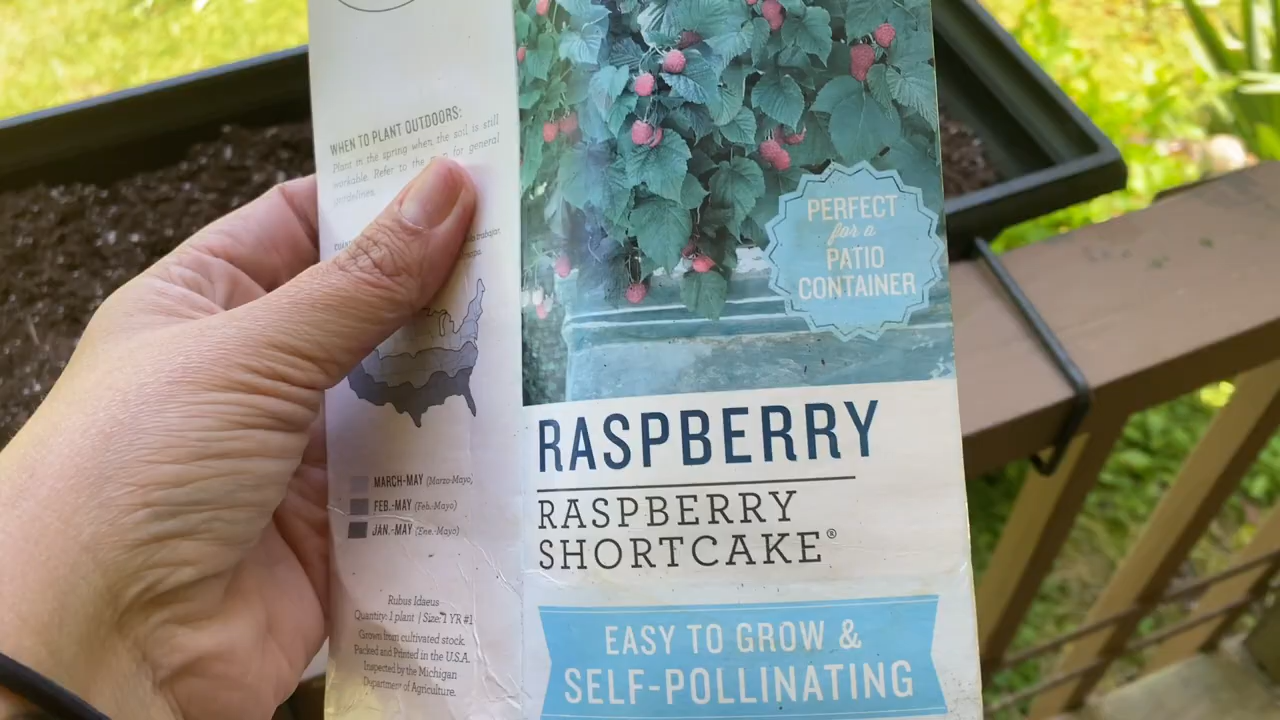 WHEN TO PLANT OUTDOORS:
Plant in the spring when the soil is still
workable. Refer to the for general
guidelines.
trabajar.
MARCH-MAY (Marzo-Mayo)
FEB.-MAY (Feb.-Mayo)
JAN.-MAY (Ene.-Mayo)
Rubus Idaeus
Quantity: 1 plant / Size: 1 YR #1
Grown from cultivated stock.
Packed and Printed in the U.S.A.
Inspected by the Michigan
Department of Agriculture.
PERFECT
for a
PATIO
CONTAINER
RASPBERRY
RASPBERRY
SHORTCAKE®
EASY TO GROW &
SELF-POLLINATING